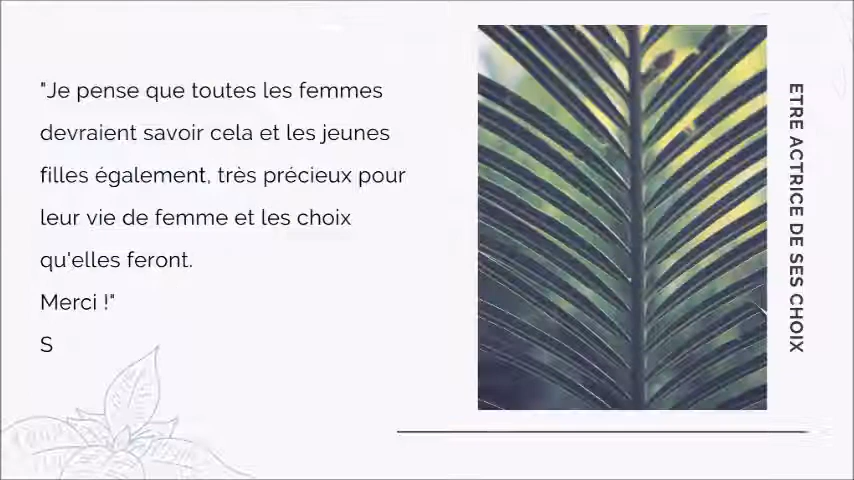 "Je pense que toutes les femmes
devraient savoir cela et les jeunes
filles également, très précieux pour
leur vie de femme et les choix
qu'elles feront.
Merci !"
S
ETRE ACTRICE DE SES CHOIX